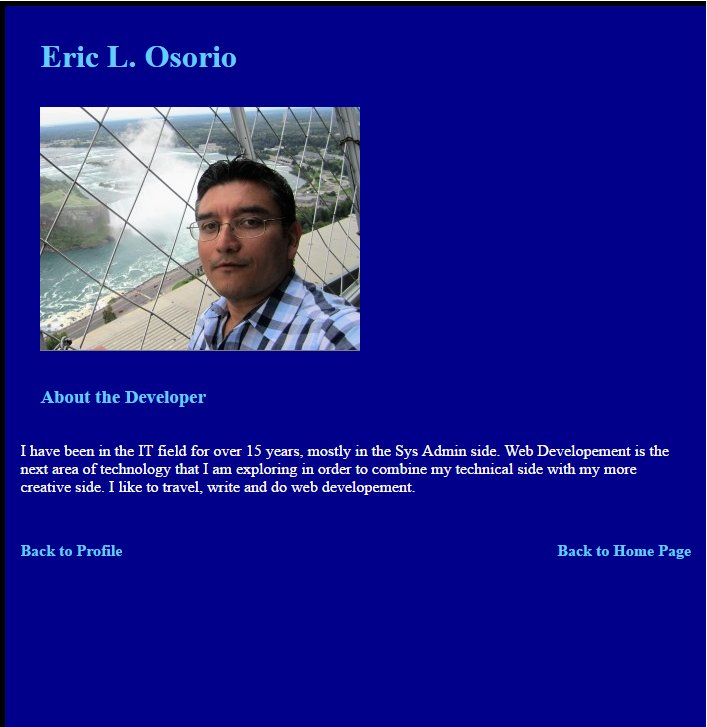 Eric L. Osorio
About the Developer
I have been in the IT field for over 15 years, mostly in the Sys Admin side. Web Developement is the
next area of technology that I am exploring in order to combine my technical side with my more
creative side. I like to travel, write and do web developement.
Back to Profile
Back to Home Page